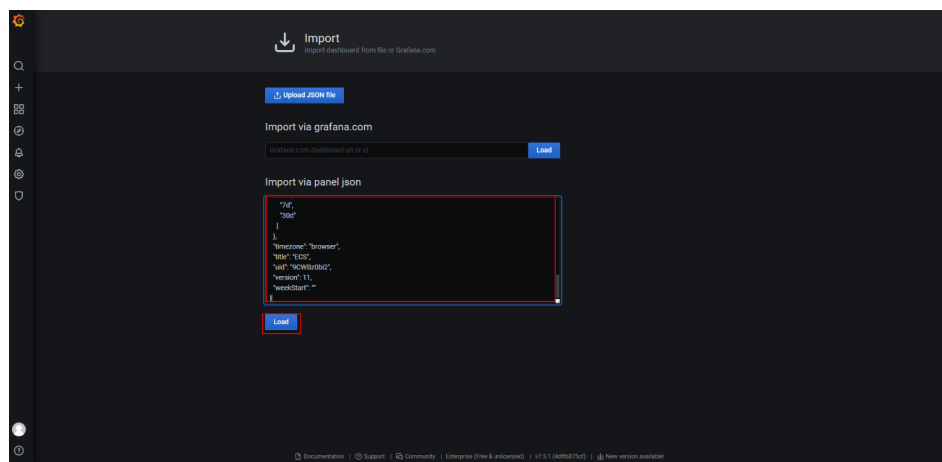 Import
Import dashboard from file or Grafana.com
Upload JSON file
Import via grafana.com
Grafana.com dashboard url or id
Load
Import via panel json
"7d",
"30d"
]
},
"timezone": "browser",
"title": "ECS",
"uid": "9CWBz0bi2",
"version": 11,
"weekStart": ""
}
Load
Documentation | Support | Community | Enterprise (Free & unlicensed) | v7.5.1 (4dffb875cf) | New version available!